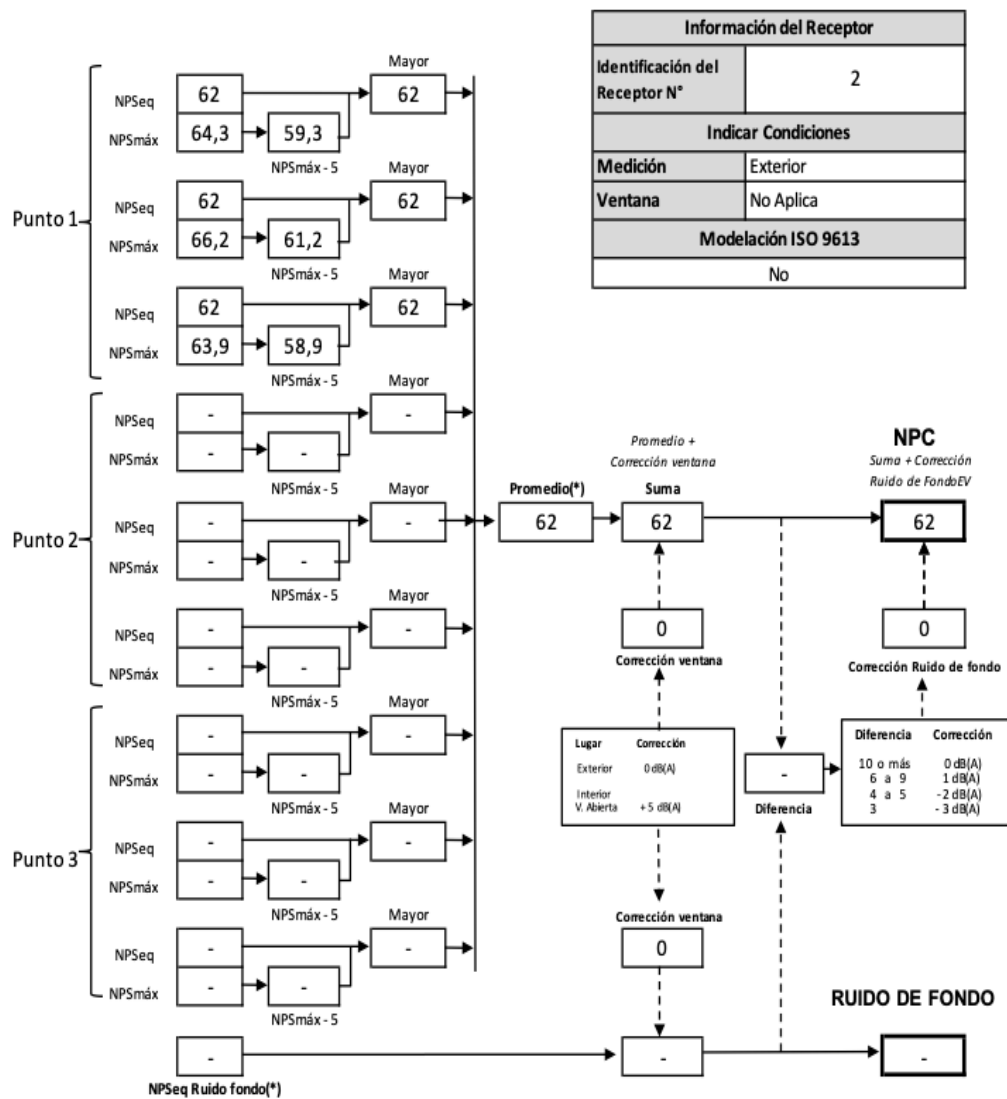 Información del Receptor
Identificación del
Receptor N°
2
Indicar Condiciones
Medición Exterior
Ventana No Aplica
Modelación ISO 9613
No
Punto 1
Mayor
NPSeq 62 62
NPSmáx 64,3 59,3
NPSmáx - 5
Mayor
NPSeq 62 62
NPSmáx 66,2 61,2
NPSmáx - 5
Mayor
NPSeq 62 62
NPSmáx 63,9 58,9
NPSmáx - 5
Punto 2
Mayor
NPSeq - -
NPSmáx - -
NPSmáx - 5
Mayor
NPSeq - -
NPSmáx - -
NPSmáx - 5
Mayor
NPSeq - -
NPSmáx - -
NPSmáx - 5
Punto 3
Mayor
NPSeq - -
NPSmáx - -
NPSmáx - 5
Mayor
NPSeq - -
NPSmáx - -
NPSmáx - 5
Mayor
NPSeq - -
NPSmáx - -
NPSmáx - 5
-
NPSeq Ruido fondo(*)
Promedio(*)
62
Promedio +
Corrección ventana
Suma
62
0
Corrección ventana
Lugar Corrección
Exterior 0 dB(A)
Interior
V. Abierta + 5 dB(A)
Corrección ventana
0
-
-
Diferencia
NPC
Suma + Corrección
Ruido de FondoEV
62
0
Corrección Ruido de fondo
Diferencia Corrección
10 o más 0 dB(A)
6 a 9 1 dB(A)
4 a 5 -2 dB(A)
3 - 3 dB(A)
RUIDO DE FONDO
-